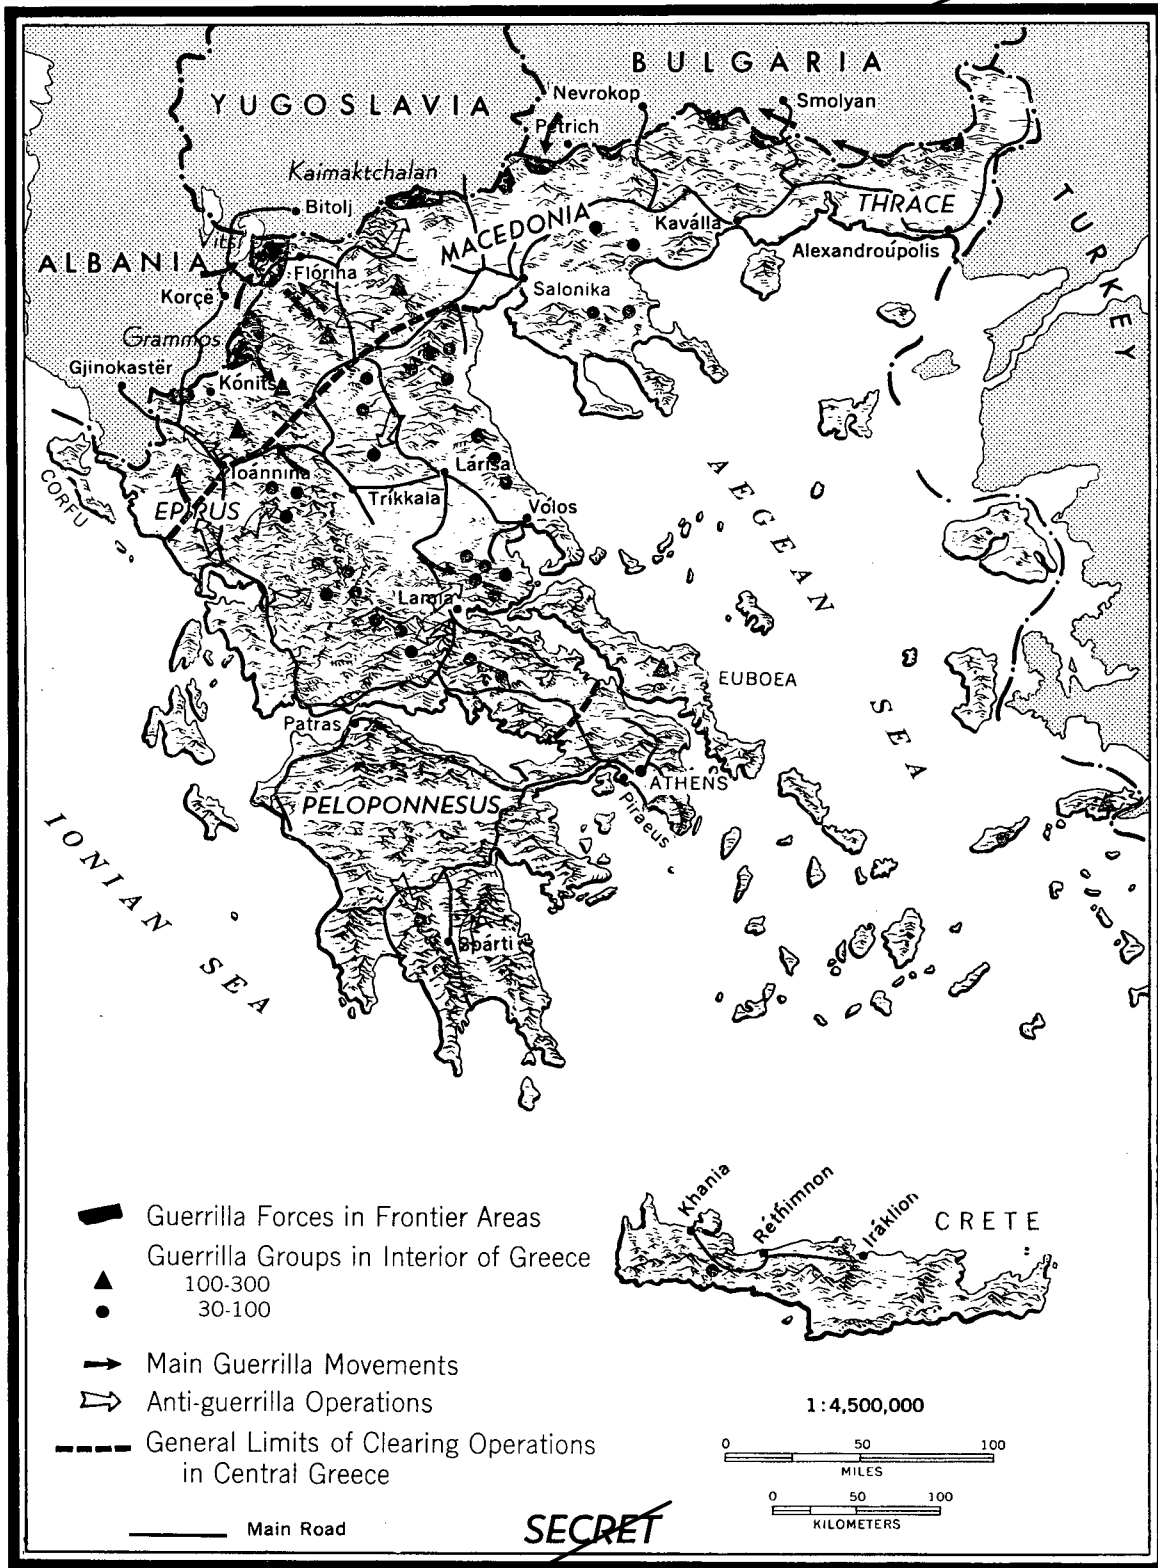 BULGARIA
YUGOSLAVIA
Nevrokop
Smolyan
Petrich
Kaimaktchalan
Bitolj
THRACE
TURKEY
MACEDONIA
Kaválla
Vitsi
ALBANIA
Flórina
Alexandroúpolis
Korçë
Salonika
Grammos
Gjinokastër
Kónitsa
Ioánnina
Larisa
Tríkkala
CORFU
EPIRUS
Vólos
AEGEAN SEA
Lamia
EUBOEA
Patras
ATHENS
Piraeus
PELOPONNESUS
IONIAN SEA
Spárti
Khania
Réthimnon
Iráklion
CRETE
Guerrilla Forces in Frontier Areas
Guerrilla Groups in Interior of Greece
100-300
30-100
Main Guerrilla Movements
Anti-guerrilla Operations
General Limits of Clearing Operations
in Central Greece
Main Road
1:4,500,000
0 50 100
MILES
0 50 100
KILOMETERS
SECRET